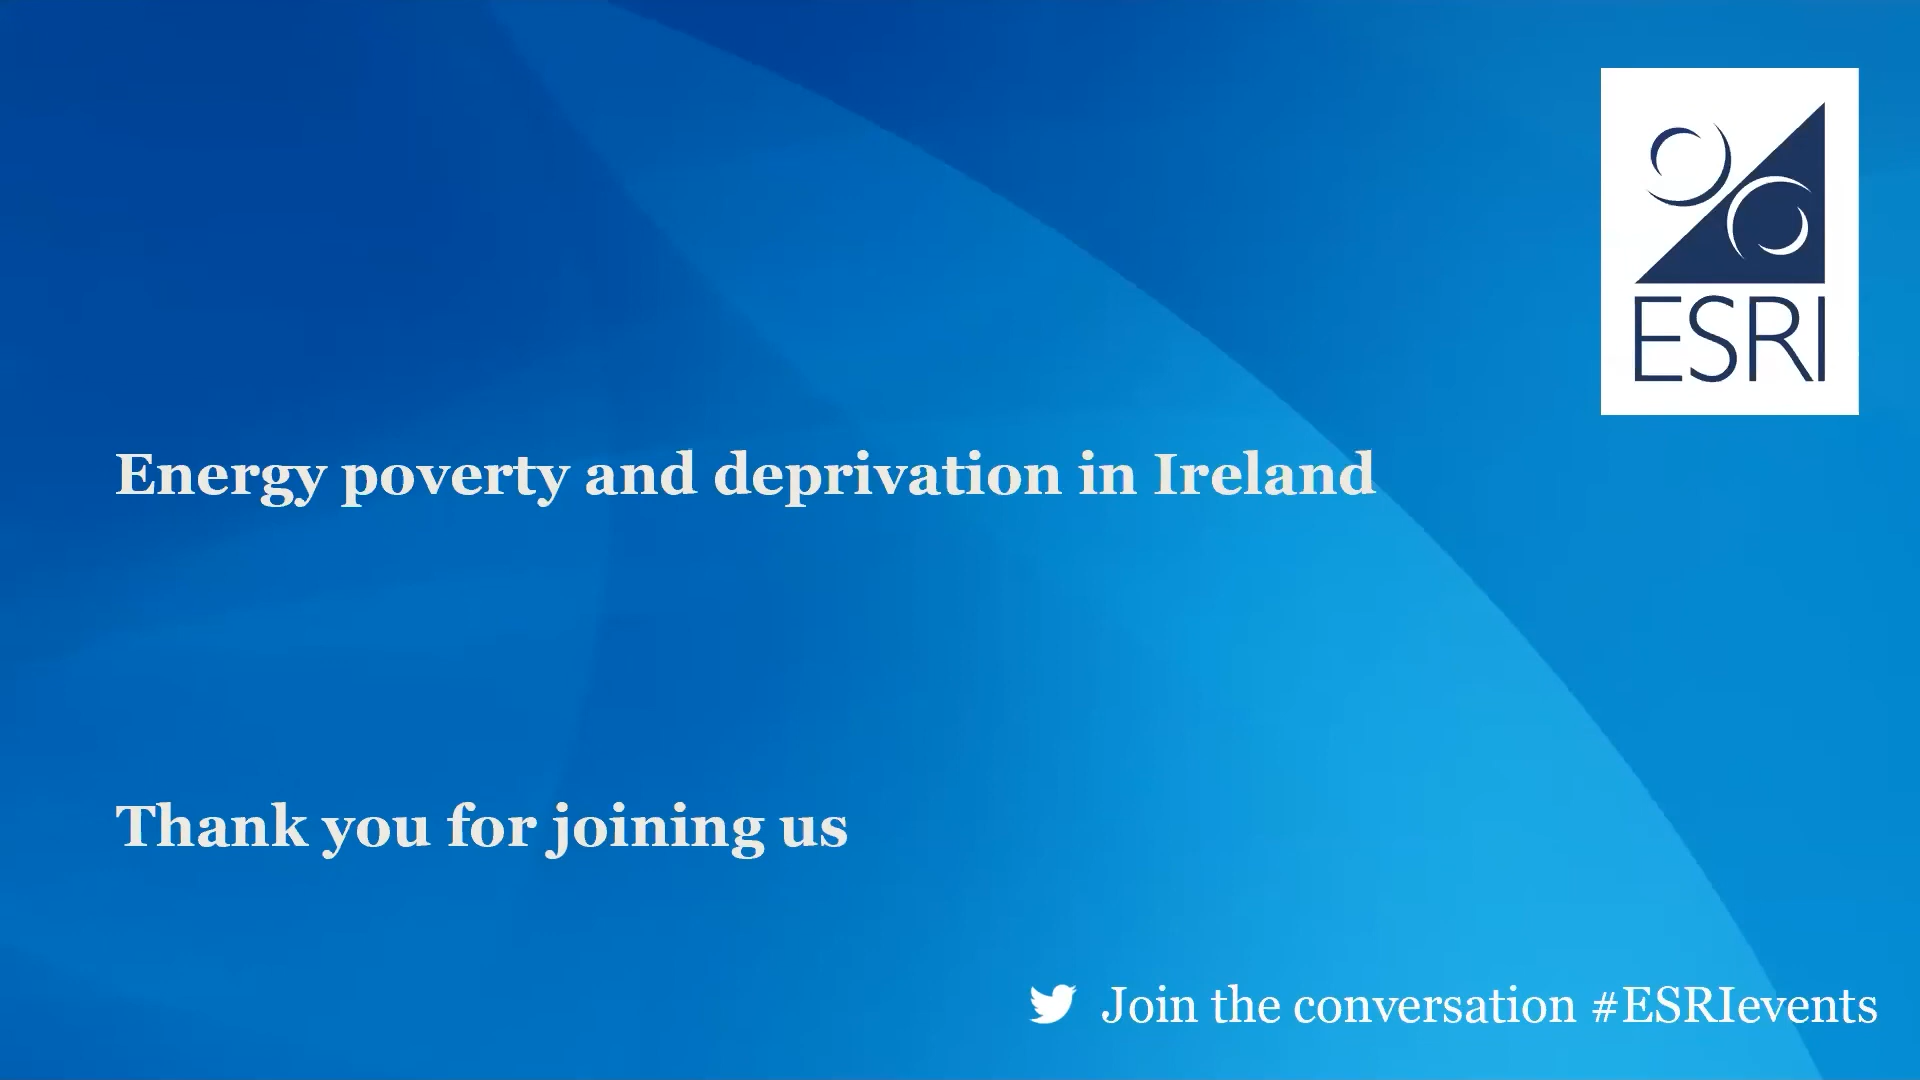 ESRI
Energy poverty and deprivation in Ireland
Thank you for joining us
Join the conversation #ESRIevents